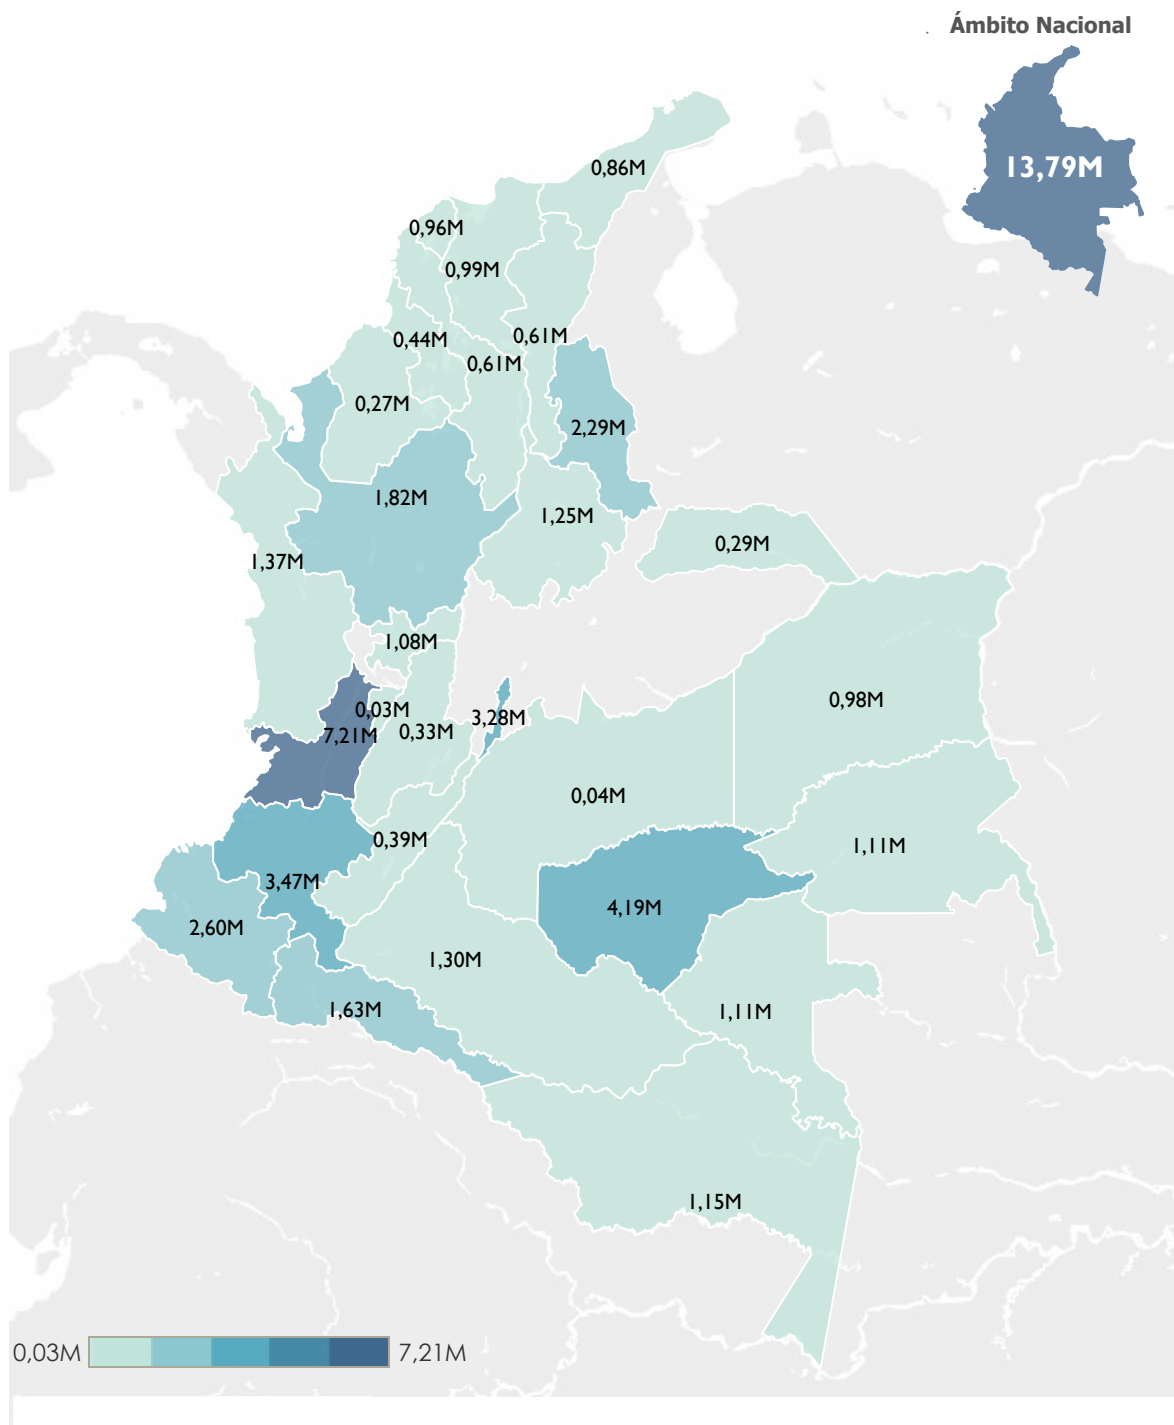 Ámbito Nacional
13,79M
0,86M
0,96M
0,99M
0,61M
0,44M
0,61M
0,27M
2,29M
1,82M
1,25M
0,29M
1,37M
1,08M
0,98M
0,03M
3,28M
0,33M
7,21M
0,04M
0,39M
1,11M
3,47M
4,19M
2,60M
1,30M
1,63M
1,11M
1,15M
0,03M
7,21M